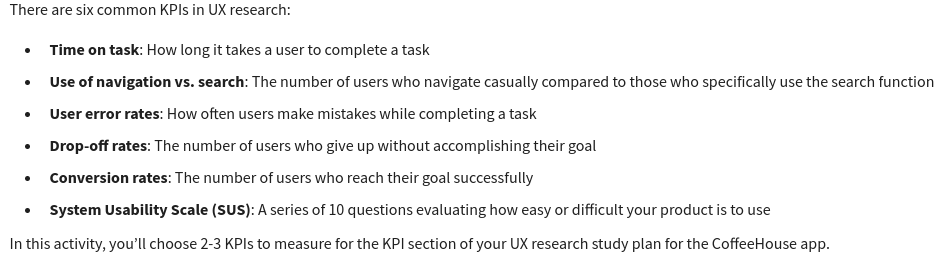 There are six common KPIs in UX research:
• Time on task: How long it takes a user to complete a task
• Use of navigation vs. search: The number of users who navigate casually compared to those who specifically use the search function
• User error rates: How often users make mistakes while completing a task
• Drop-off rates: The number of users who give up without accomplishing their goal
• Conversion rates: The number of users who reach their goal successfully
• System Usability Scale (SUS): A series of 10 questions evaluating how easy or difficult your product is to use
In this activity, you’ll choose 2-3 KPIs to measure for the KPI section of your UX research study plan for the CoffeeHouse app.